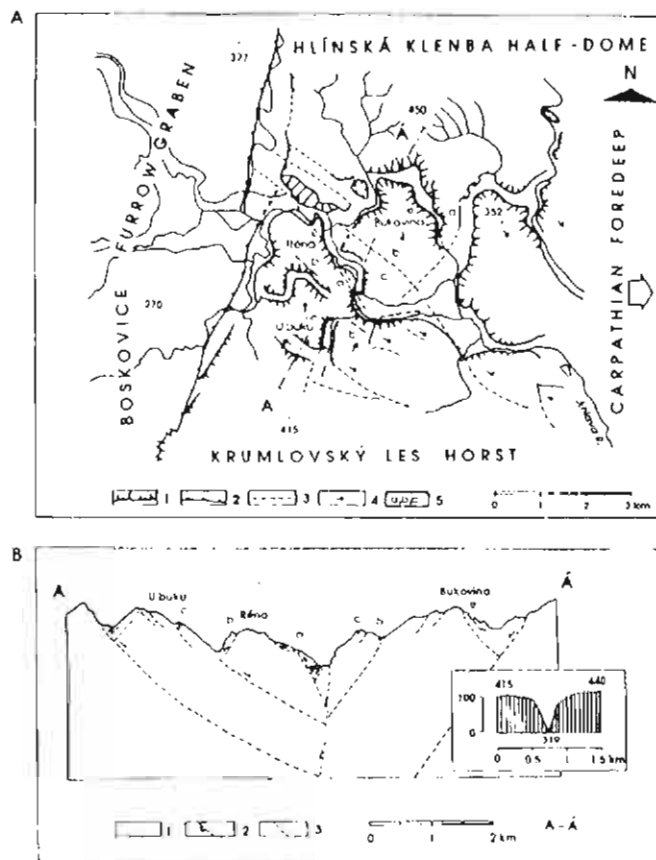 A
HLÍNSKÁ KLENBA HALF-DOME
377
N
450
Á
BOSKOVICE FURROW GRABEN
352
Bukovina
a
Réna
b
c
270
U buku
CARPATHIAN FOREDEEP
A
415
KRUMLOVSKÝ LES HORST
1 2 3 4 a,b,c 5
0 1 2 3 km
B
A U buku Réna Bukovina Á
c b a c b a
415 440
100
0
319
0 0.5 1 1.5 km
1 2 3
0 1 2 km
A - Á